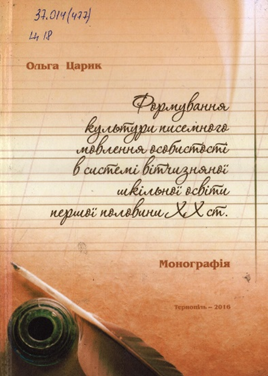 37.014(477)
Ц 18
Ольга Царик
Формування
культури писемного
мовлення особистості
в системі вітчизняної
шкільної освіти
першої половини ХХ ст.
Монографія
Тернопіль – 2010